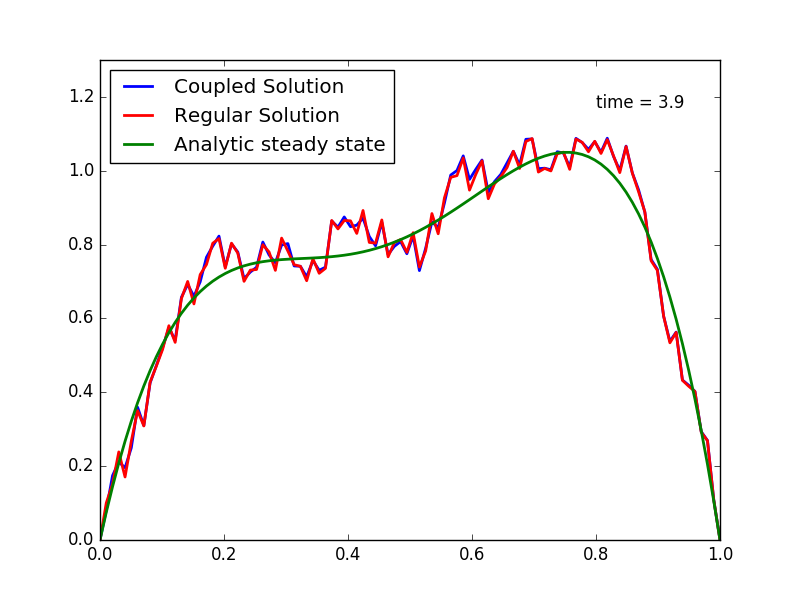 Coupled Solution
Regular Solution
Analytic steady state
time = 3.9
1.2
1.0
0.8
0.6
0.4
0.2
0.0
0.0 0.2 0.4 0.6 0.8 1.0